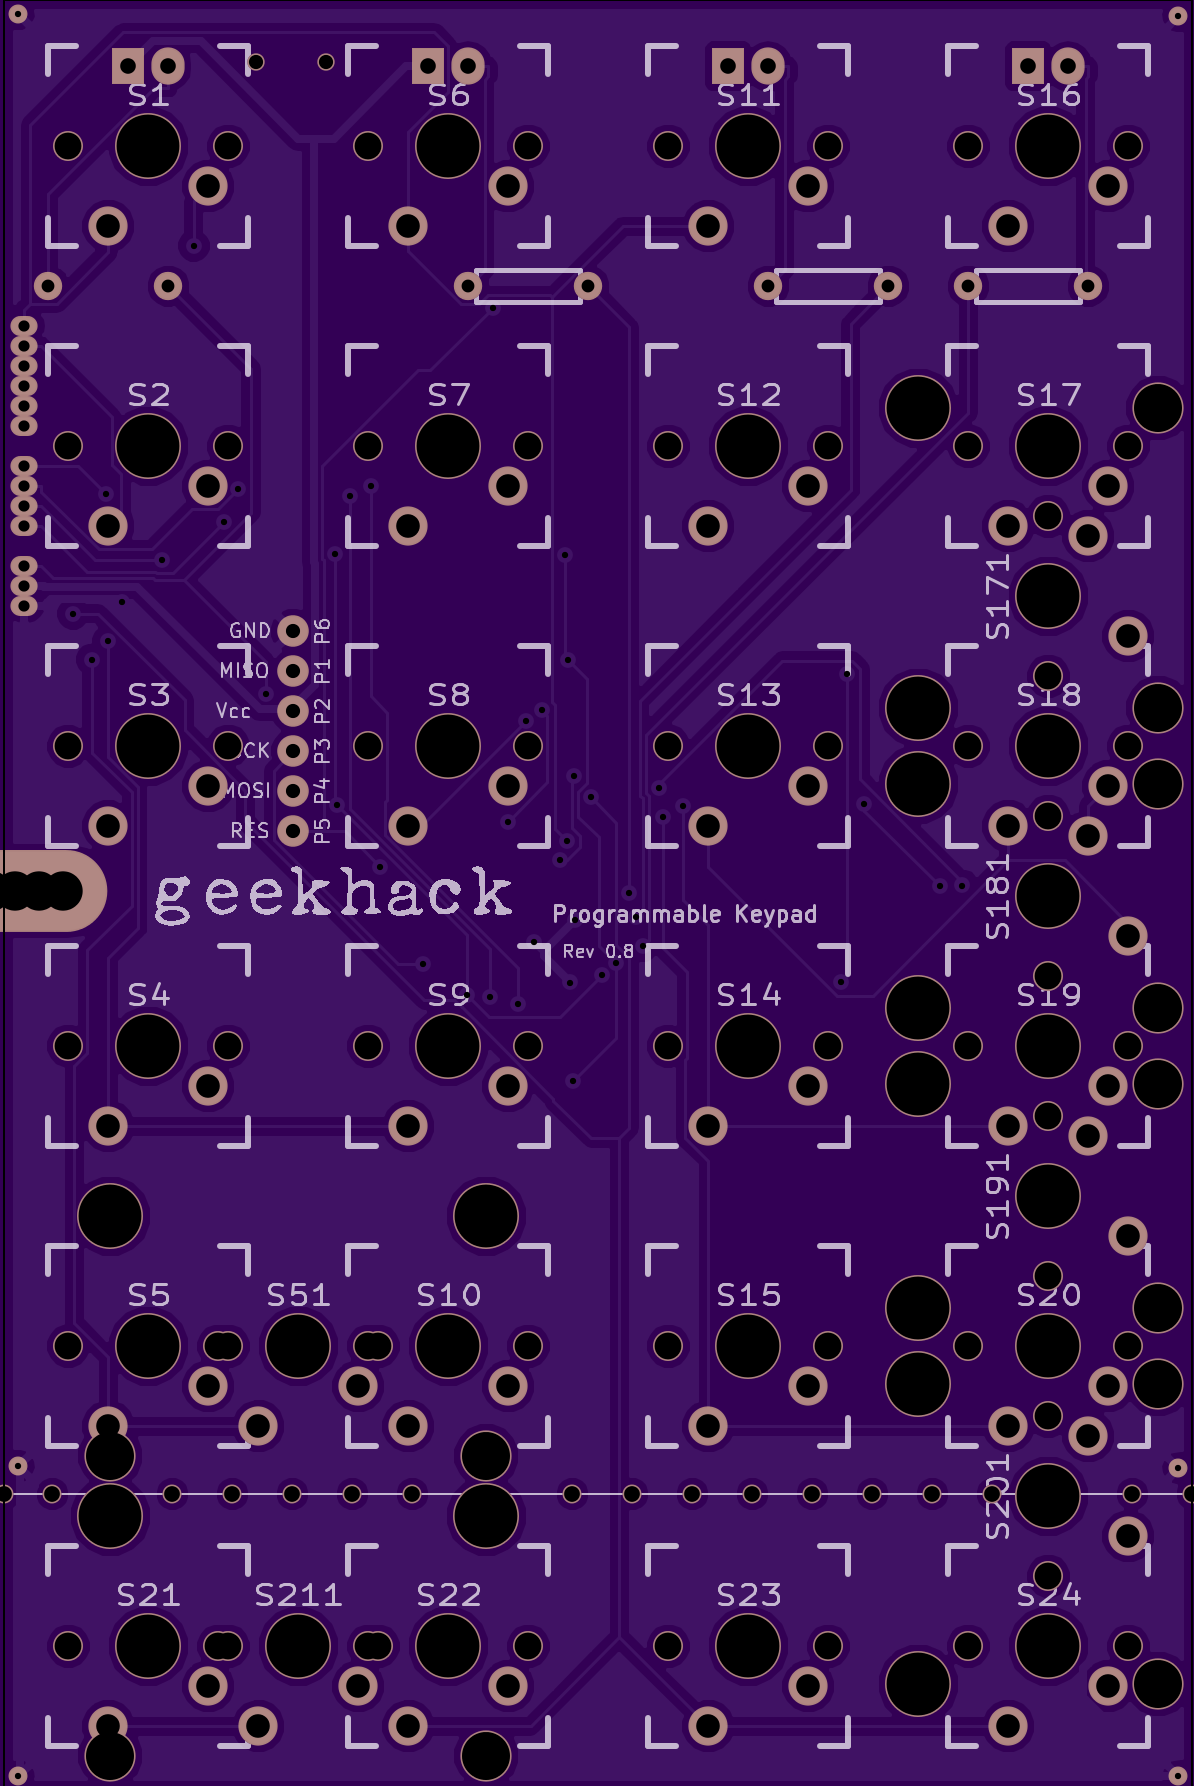 S1 S6 S11 S16
S2 S7 S12 S17
S171
GND P6
MISO P1
Vcc P2
CK P3
MOSI P4
RES P5
S3 S8 S13 S18
S181
geekhack
Programmable Keypad
Rev 0.8
S4 S9 S14 S19
S191
S5 S51 S10 S15 S20
S201
S21 S211 S22 S23 S24